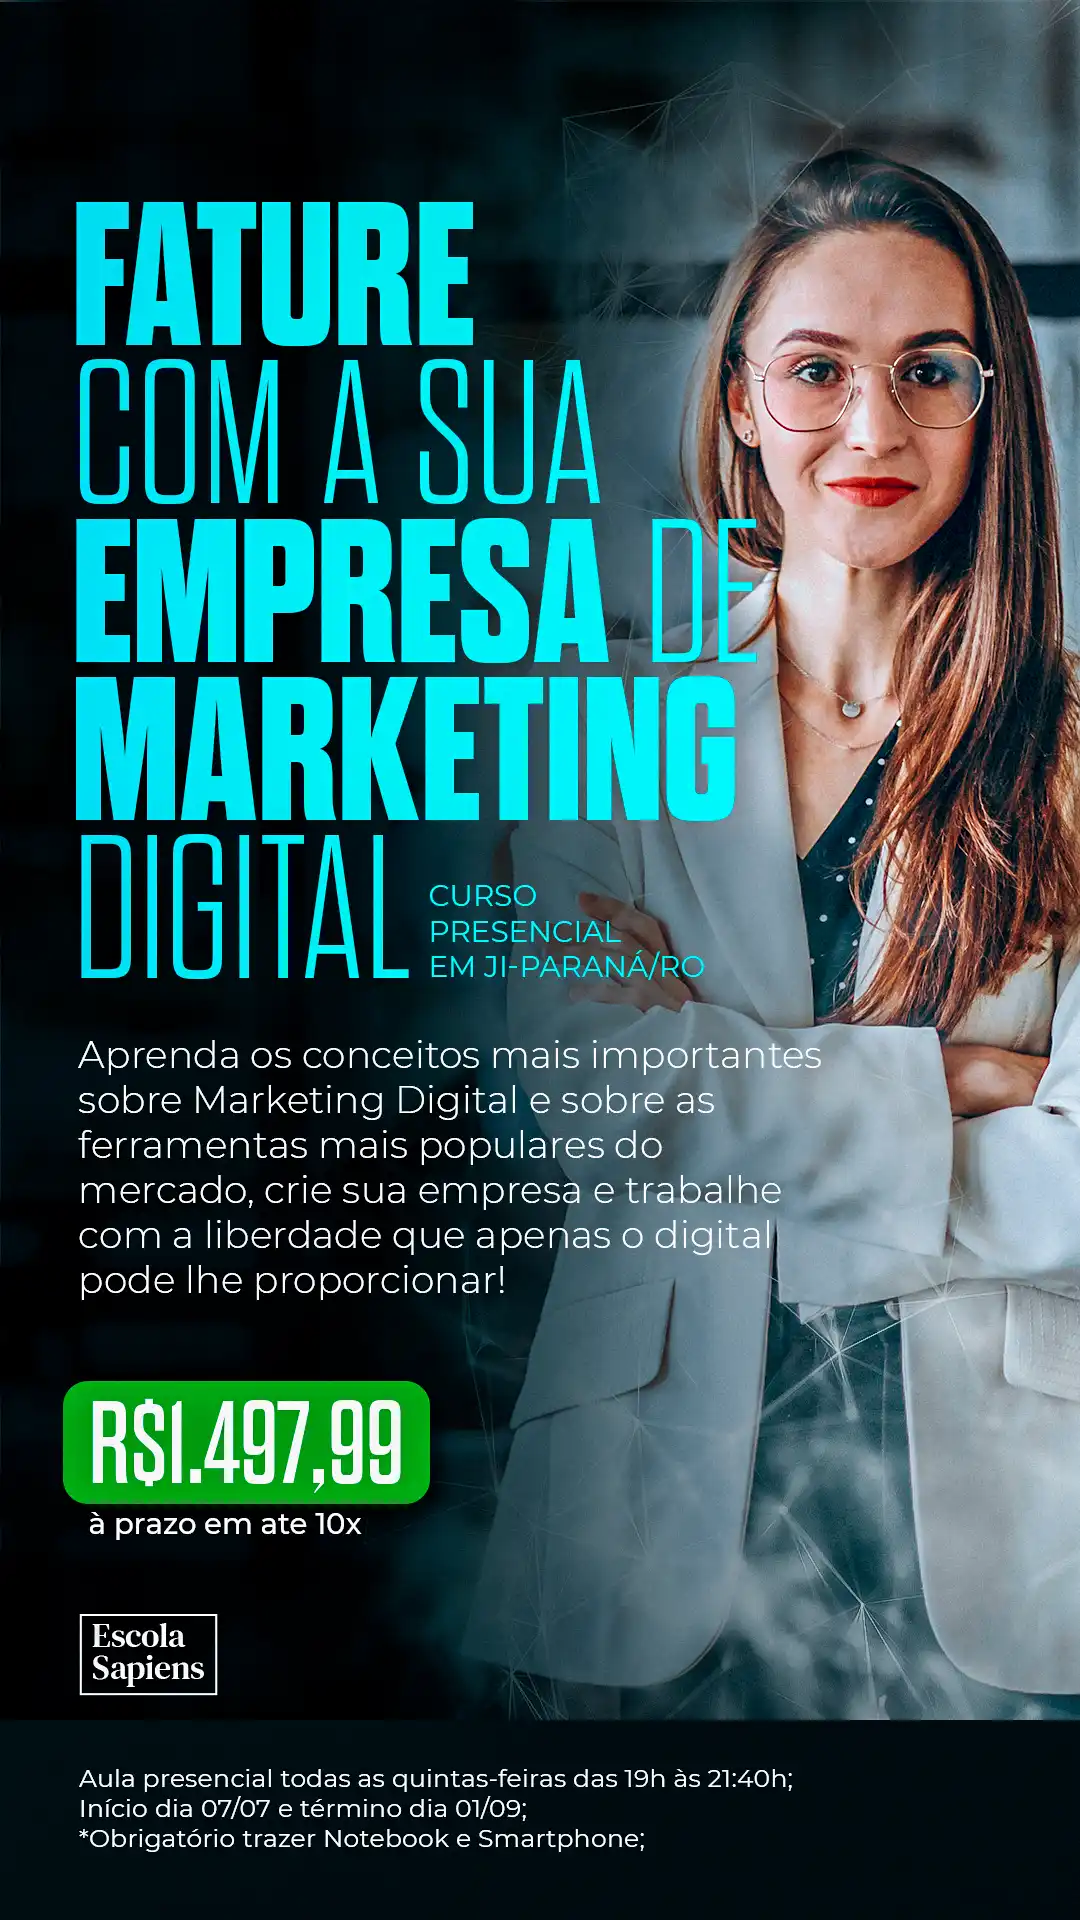 FATURE
COM A SUA
EMPRESA DE
MARKETING
DIGITAL
CURSO
PRESENCIAL
EM JI-PARANÁ/RO
Aprenda os conceitos mais importantes
sobre Marketing Digital e sobre as
ferramentas mais populares do
mercado, crie sua empresa e trabalhe
com a liberdade que apenas o digital
pode lhe proporcionar!
R$1.497,99
à prazo em ate 10x
Escola
Sapiens
Aula presencial todas as quintas-feiras das 19h às 21:40h;
Início dia 07/07 e término dia 01/09;
*Obrigatório trazer Notebook e Smartphone;